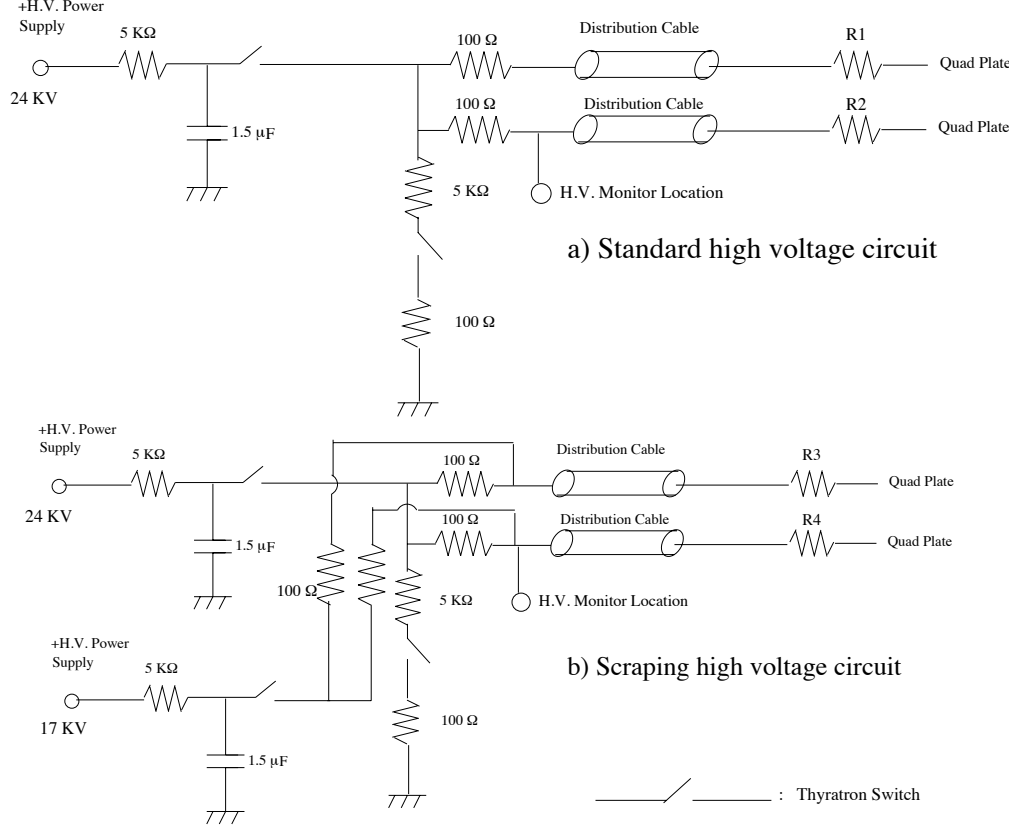 +H.V. Power
Supply
5 KΩ
24 KV
1.5 µF
100 Ω
Distribution Cable
R1
Quad Plate
100 Ω
Distribution Cable
R2
Quad Plate
H.V. Monitor Location
5 KΩ
100 Ω
a) Standard high voltage circuit
+H.V. Power
Supply
5 KΩ
24 KV
1.5 µF
100 Ω
Distribution Cable
R3
Quad Plate
100 Ω
Distribution Cable
R4
Quad Plate
100 Ω
5 KΩ
H.V. Monitor Location
+H.V. Power
Supply
5 KΩ
17 KV
1.5 µF
100 Ω
b) Scraping high voltage circuit
: Thyratron Switch